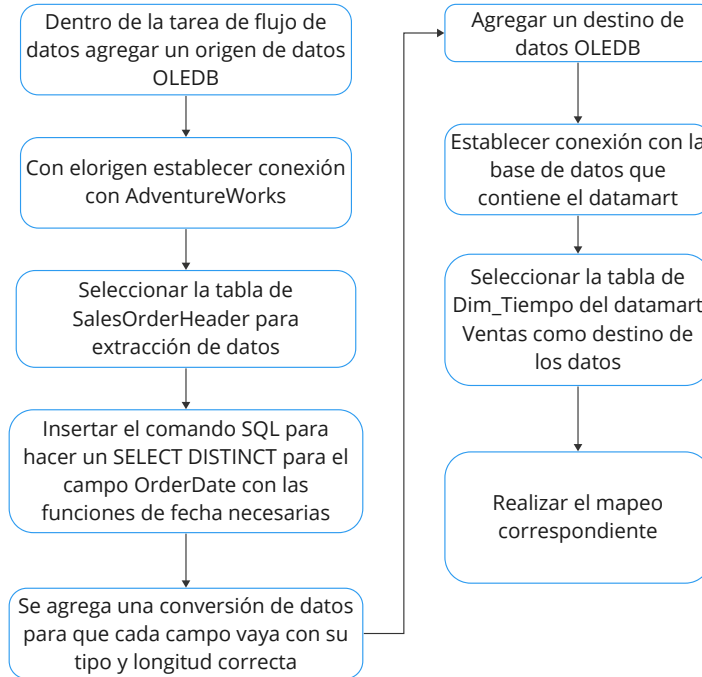 Dentro de la tarea de flujo de
datos agregar un origen de datos
OLEDB
Con elorigen establecer conexión
con AdventureWorks
Seleccionar la tabla de
SalesOrderHeader para
extracción de datos
Insertar el comando SQL para
hacer un SELECT DISTINCT para el
campo OrderDate con las
funciones de fecha necesarias
Se agrega una conversión de datos
para que cada campo vaya con su
tipo y longitud correcta
Agregar un destino de
datos OLEDB
Establecer conexión con la
base de datos que
contiene el datamart
Seleccionar la tabla de
Dim_Tiempo del datamart
Ventas como destino de
los datos
Realizar el mapeo
correspondiente